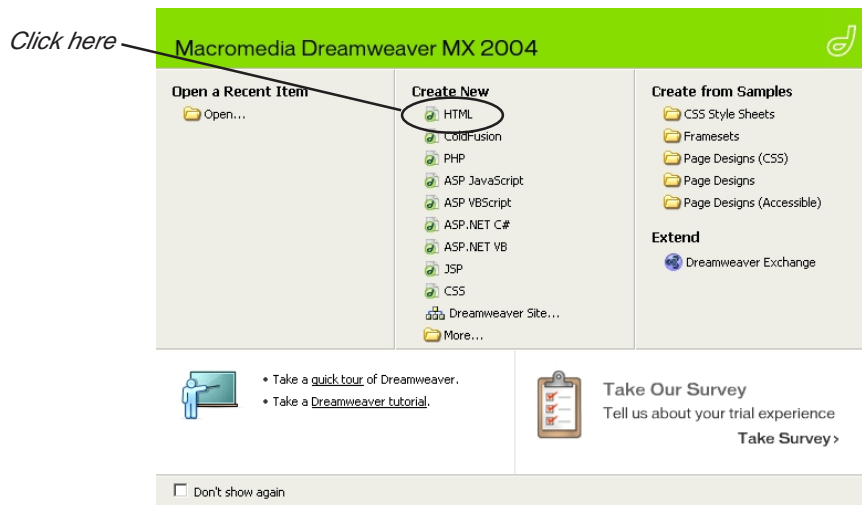 Click here
Macromedia Dreamweaver MX 2004
Open a Recent Item
Open...
Create New
HTML
ColdFusion
PHP
ASP JavaScript
ASP VBScript
ASP.NET C#
ASP.NET VB
JSP
CSS
Dreamweaver Site...
More...
Create from Samples
CSS Style Sheets
Framesets
Page Designs (CSS)
Page Designs
Page Designs (Accessible)
Extend
Dreamweaver Exchange
• Take a quick tour of Dreamweaver.
• Take a Dreamweaver tutorial.
Take Our Survey
Tell us about your trial experience
Take Survey ›
Don't show again